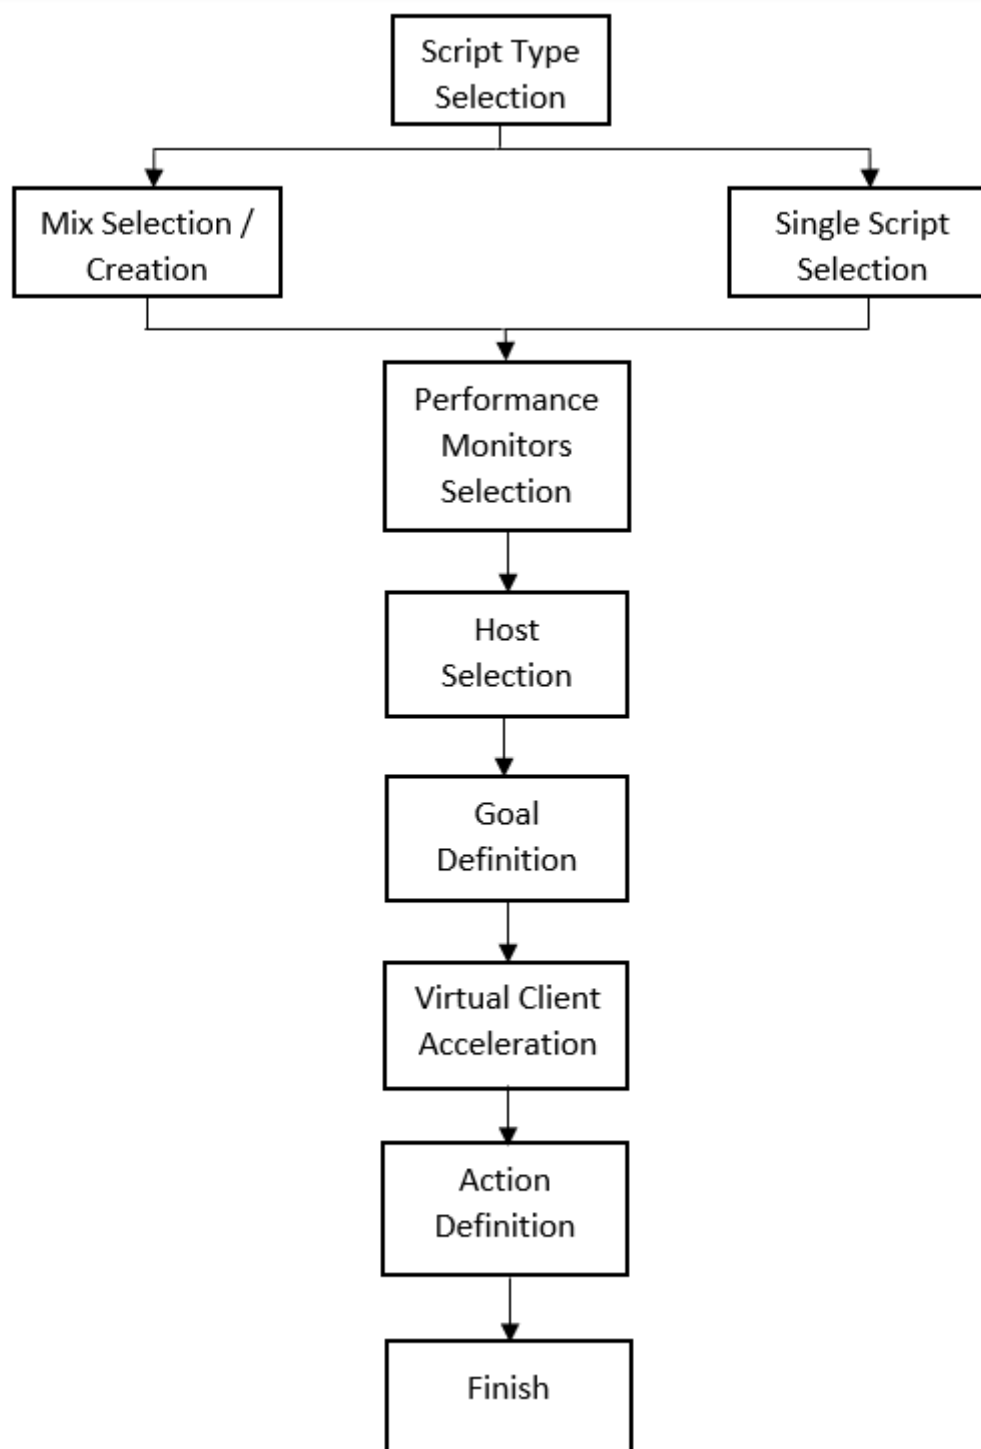 Script Type
Selection
Mix Selection /
Creation
Single Script
Selection
Performance
Monitors
Selection
Host
Selection
Goal
Definition
Virtual Client
Acceleration
Action
Definition
Finish